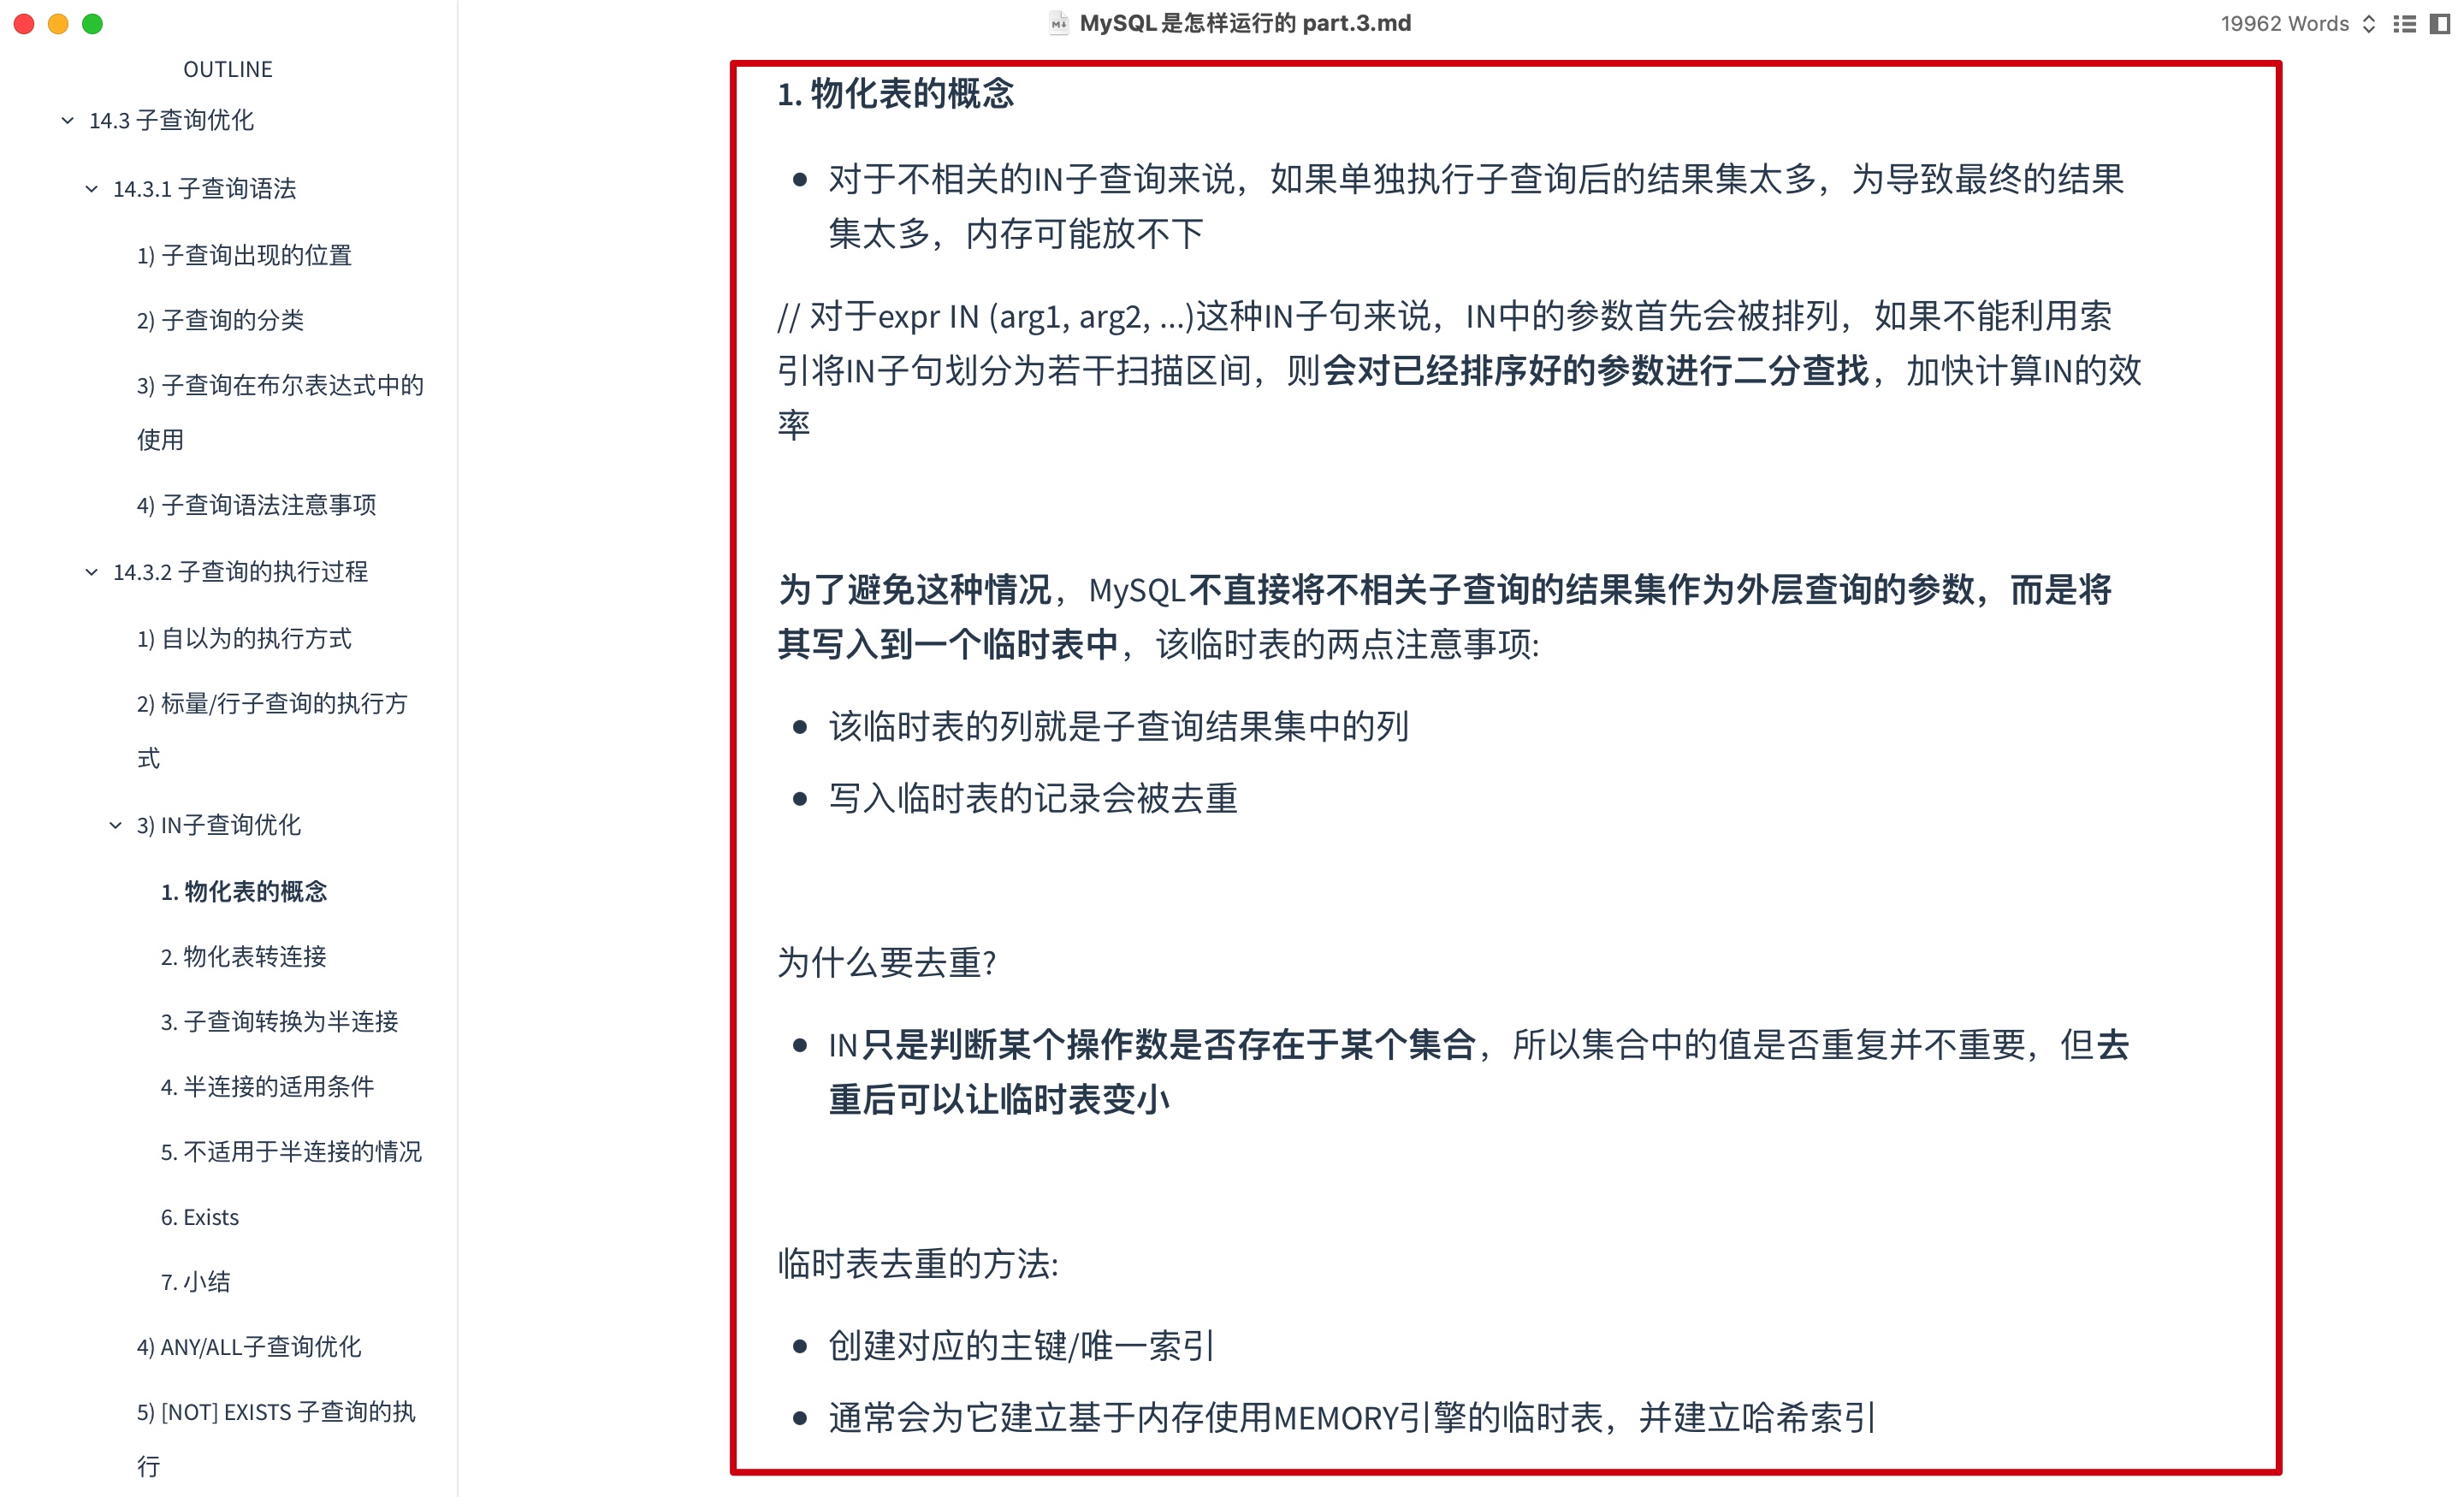 MySQL是怎样运行的 part.3.md
19962 Words
OUTLINE
14.3 子查询优化
14.3.1 子查询语法
1) 子查询出现的位置
2) 子查询的分类
3) 子查询在布尔表达式中的
使用
4) 子查询语法注意事项
14.3.2 子查询的执行过程
1) 自以为的执行方式
2) 标量/行子查询的执行方
式
3) IN子查询优化
1. 物化表的概念
2. 物化表转连接
3. 子查询转换为半连接
4. 半连接的适用条件
5. 不适用于半连接的情况
6. Exists
7. 小结
4) ANY/ALL子查询优化
5) [NOT] EXISTS 子查询的执
行
1. 物化表的概念
对于不相关的IN子查询来说，如果单独执行子查询后的结果集太多，为导致最终的结果
集太多，内存可能放不下
// 对于expr IN (arg1, arg2, ...)这种IN子句来说，IN中的参数首先会被排列，如果不能利用索
引将IN子句划分为若干扫描区间，则会对已经排序好的参数进行二分查找，加快计算IN的效
率
为了避免这种情况，MySQL不直接将不相关子查询的结果集作为外层查询的参数，而是将
其写入到一个临时表中，该临时表的两点注意事项:
该临时表的列就是子查询结果集中的列
写入临时表的记录会被去重
为什么要去重?
IN只是判断某个操作数是否存在于某个集合，所以集合中的值是否重复并不重要，但去
重后可以让临时表变小
临时表去重的方法:
创建对应的主键/唯一索引
通常会为它建立基于内存使用MEMORY引擎的临时表，并建立哈希索引